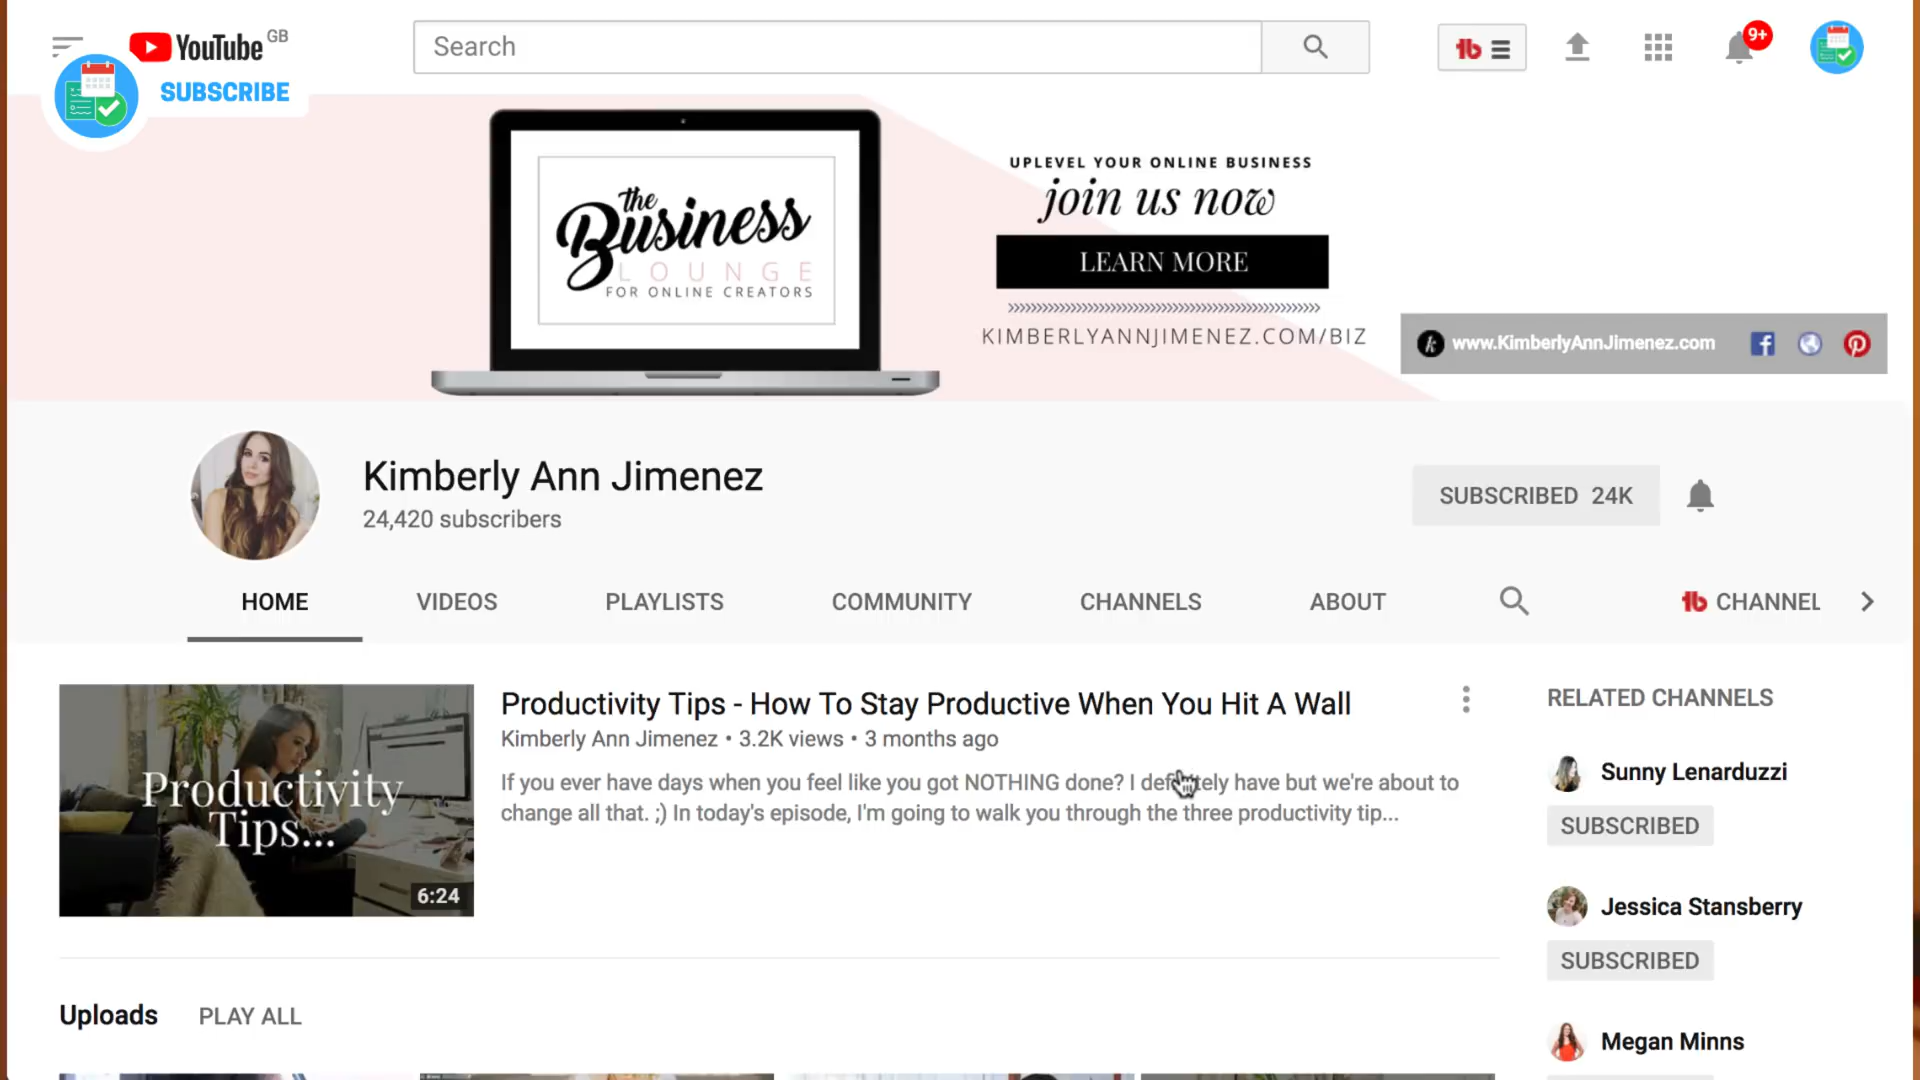 YouTube GB
Search
9+
SUBSCRIBE
UPLEVEL YOUR ONLINE BUSINESS
join us now
LEARN MORE
KIMBERLYANNJIMENEZ.COM/BIZ
the
Business
LOUNGE
FOR ONLINE CREATORS
k www.KimberlyAnnJimenez.com
Kimberly Ann Jimenez
24,420 subscribers
SUBSCRIBED 24K
HOME VIDEOS PLAYLISTS COMMUNITY CHANNELS ABOUT tb CHANNEL
Productivity
Tips...
6:24
Productivity Tips - How To Stay Productive When You Hit A Wall
Kimberly Ann Jimenez • 3.2K views • 3 months ago
If you ever have days when you feel like you got NOTHING done? I definitely have but we're about to
change all that. ;) In today's episode, I'm going to walk you through the three productivity tip...
RELATED CHANNELS
Sunny Lenarduzzi
SUBSCRIBED
Jessica Stansberry
SUBSCRIBED
Megan Minns
Uploads PLAY ALL